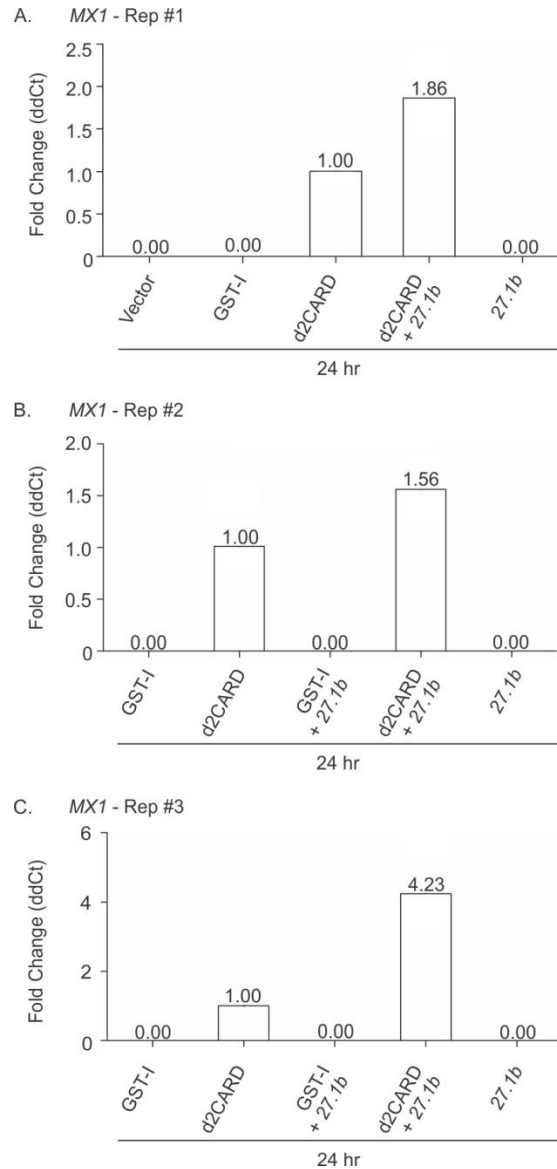 A. MX1 - Rep #1
Fold Change (ddCt)
2.5
2.0
1.5
1.0
0.5
0
0.00
0.00
1.00
1.86
0.00
Vector
GST-I
d2CARD
d2CARD
+ 27.1b
27.1b
24 hr
B. MX1 - Rep #2
Fold Change (ddCt)
2.0
1.5
1.0
0.5
0
0.00
1.00
0.00
1.56
0.00
GST-I
d2CARD
GST-I
+ 27.1b
d2CARD
+ 27.1b
27.1b
24 hr
C. MX1 - Rep #3
Fold Change (ddCt)
6
4
2
0
0.00
1.00
0.00
4.23
0.00
GST-I
d2CARD
GST-I
+ 27.1b
d2CARD
+ 27.1b
27.1b
24 hr